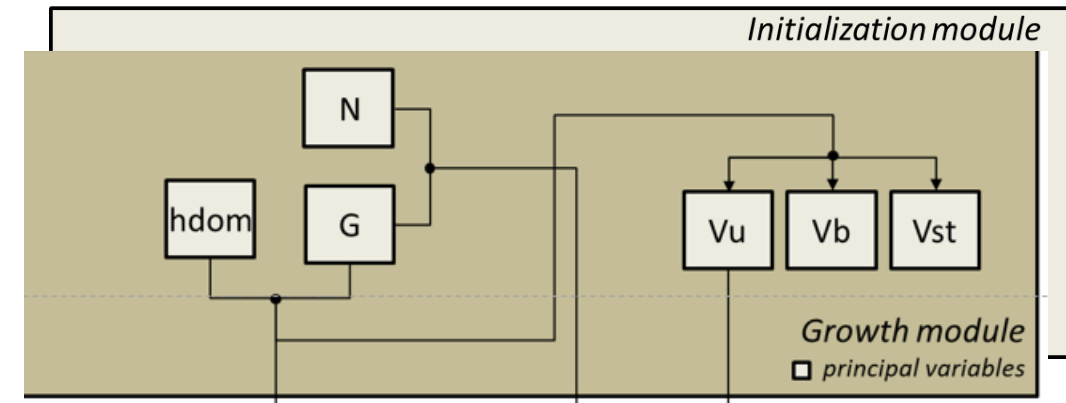 Initialization module
N
hdom
G
Vu
Vb
Vst
Growth module
principal variables